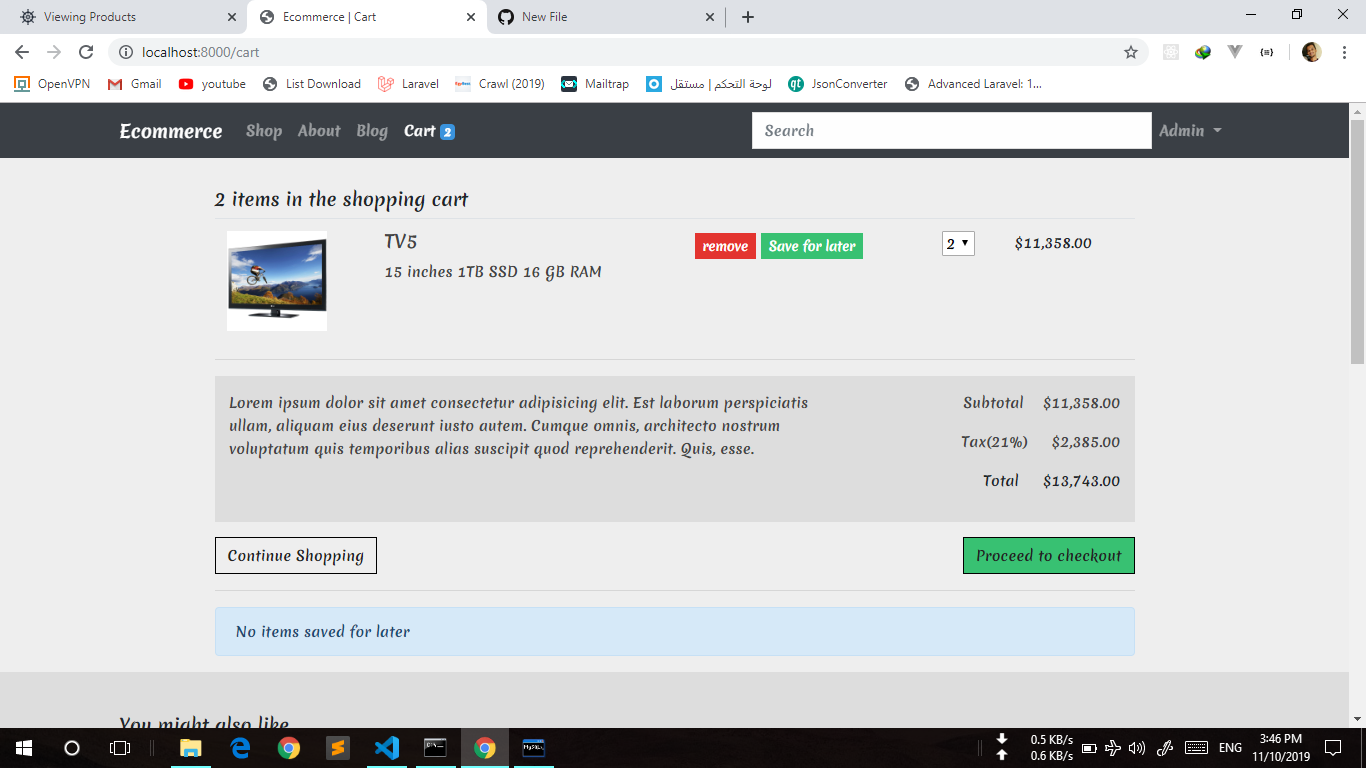 Viewing Products
Ecommerce | Cart
New File
localhost:8000/cart
OpenVPN
Gmail
youtube
List Download
Laravel
Crawl (2019)
Mailtrap
لوحة التحكم | مستقل
JsonConverter
Advanced Laravel: 1...
Ecommerce Shop About Blog Cart 2
Search
Admin
2 items in the shopping cart
TV5
remove
Save for later
2
$11,358.00
15 inches 1TB SSD 16 GB RAM
Lorem ipsum dolor sit amet consectetur adipisicing elit. Est laborum perspiciatis
ullam, aliquam eius deserunt iusto autem. Cumque omnis, architecto nostrum
voluptatum quis temporibus alias suscipit quod reprehenderit. Quis, esse.
Subtotal $11,358.00
Tax(21%) $2,385.00
Total $13,743.00
Continue Shopping
Proceed to checkout
No items saved for later
You might also like
0.5 KB/s
0.6 KB/s
ENG
3:46 PM
11/10/2019